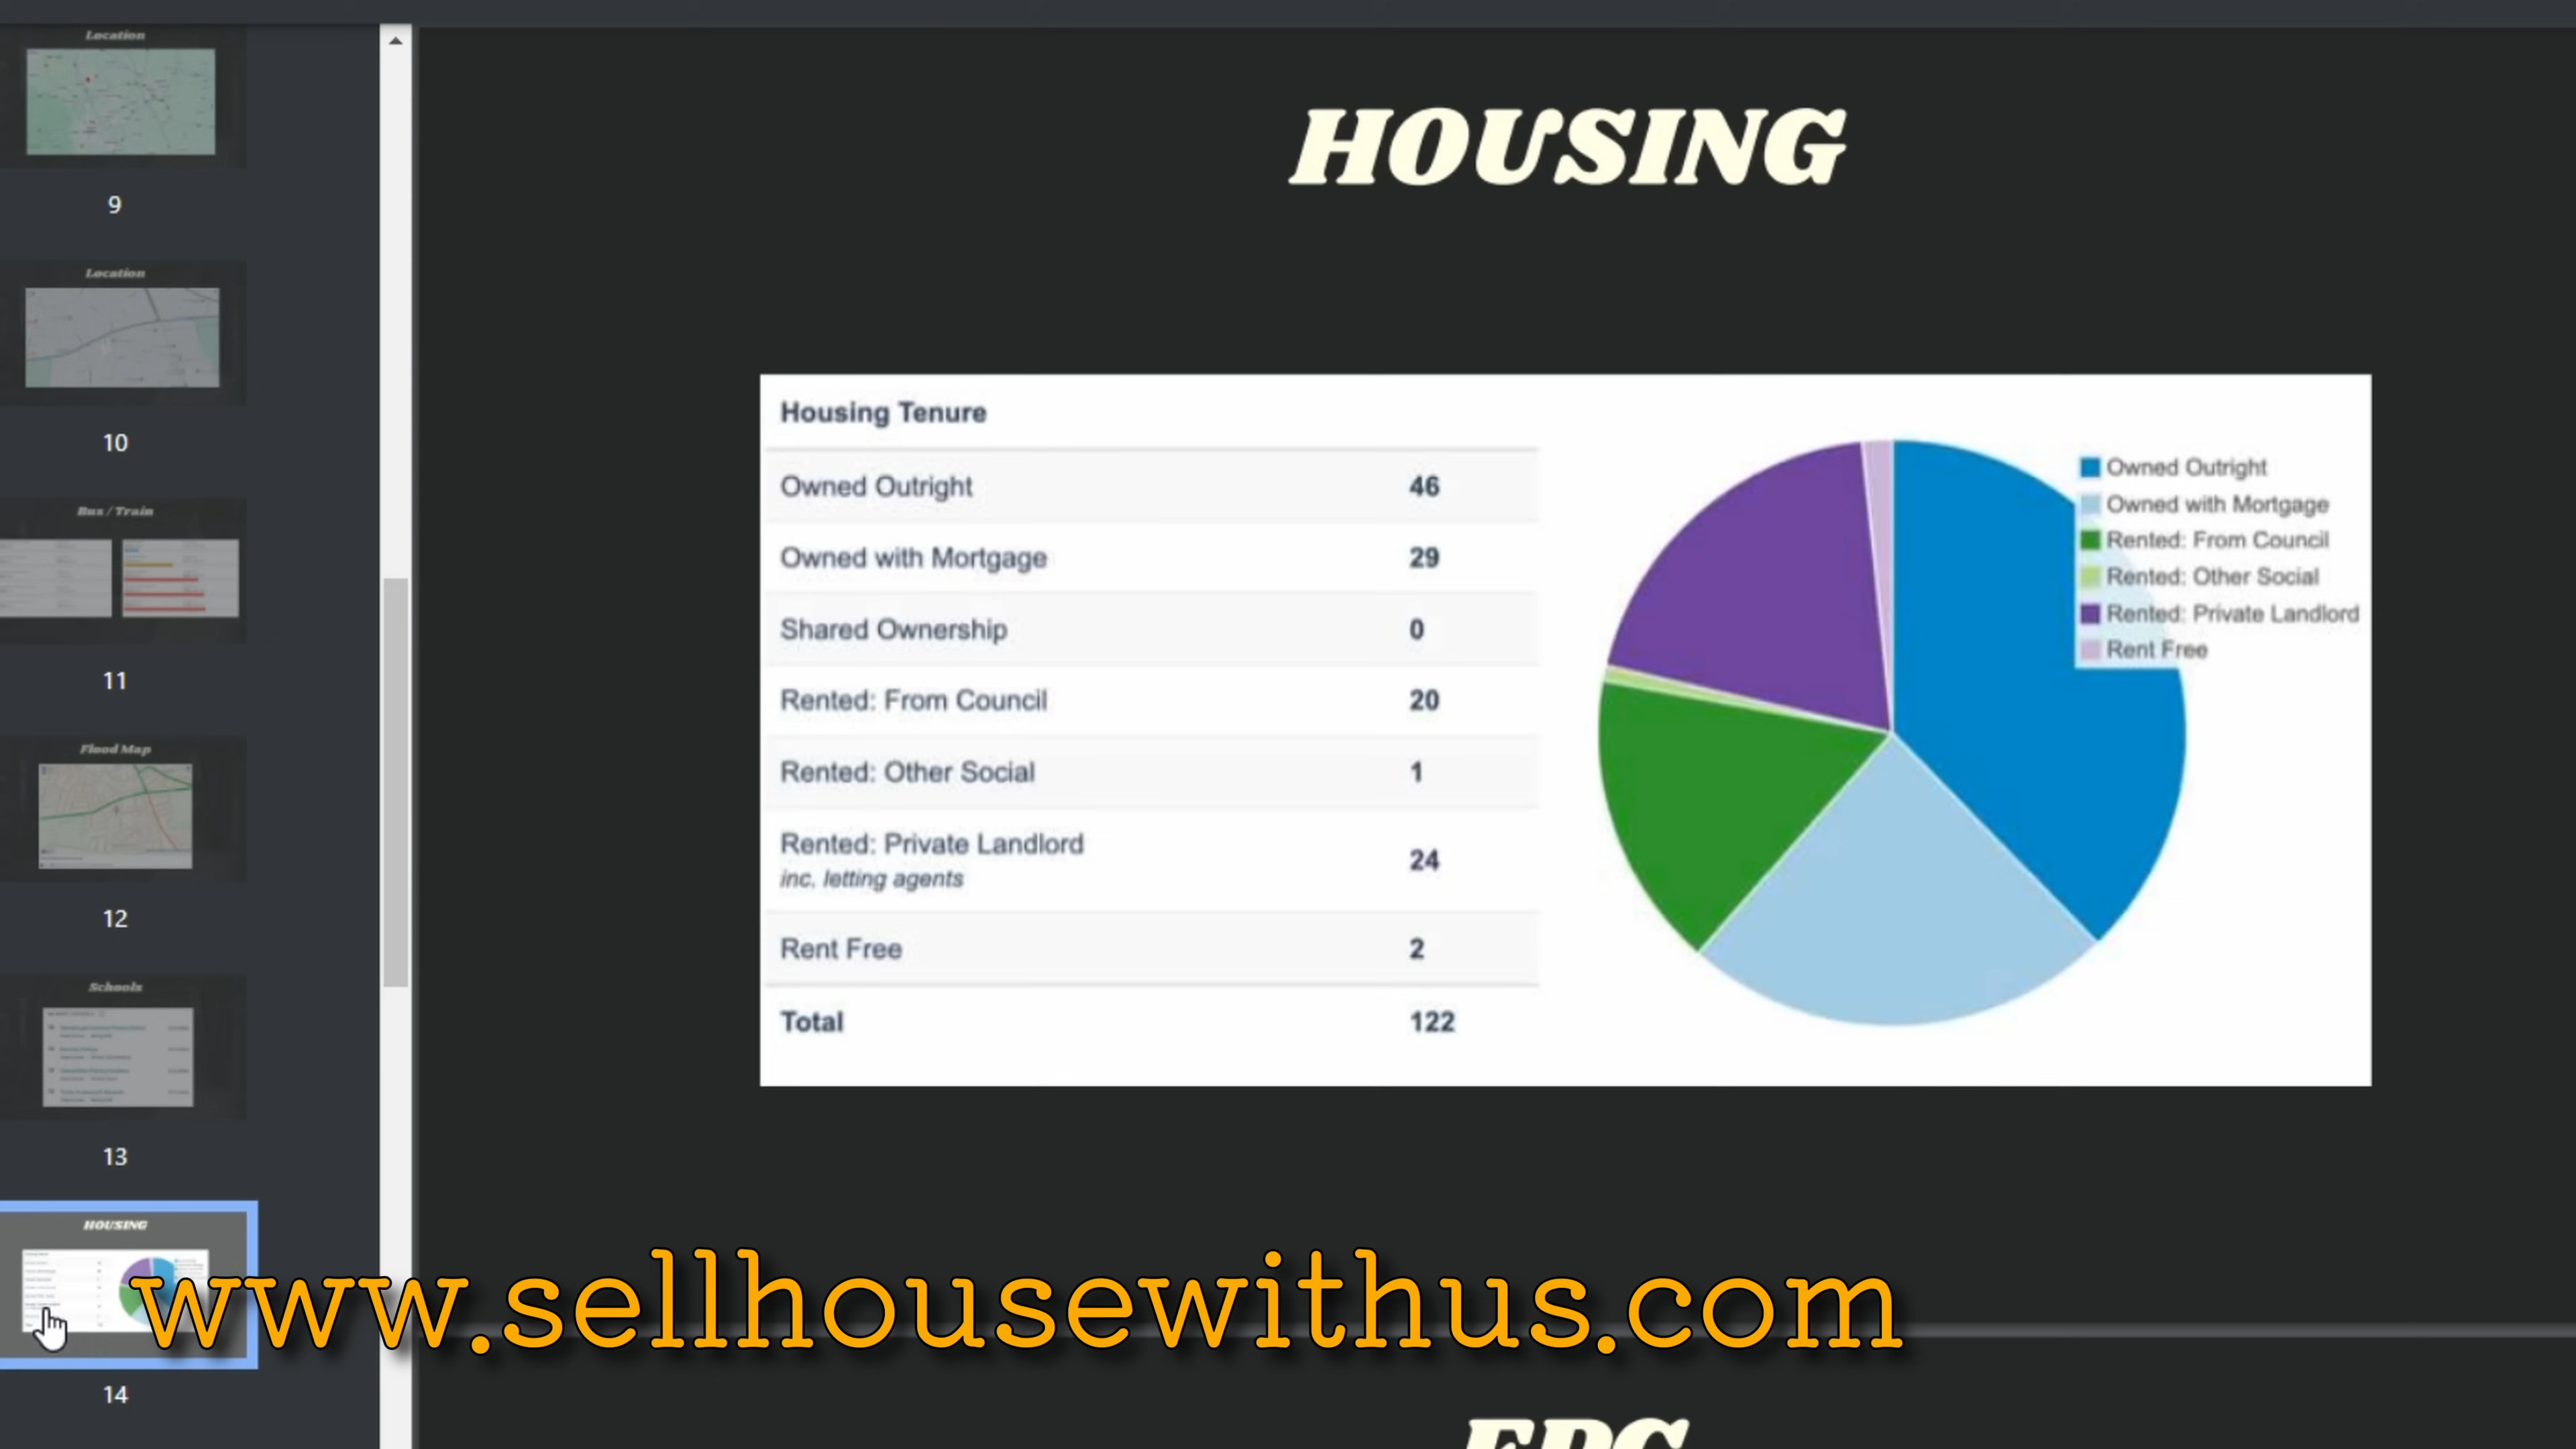 Location
9
Location
10
Bus / Train
11
Flood Map
12
Schools
13
HOUSING
14
HOUSING
Housing Tenure
Owned Outright 46
Owned with Mortgage 29
Shared Ownership 0
Rented: From Council 20
Rented: Other Social 1
Rented: Private Landlord
inc. letting agents 24
Rent Free 2
Total 122
Owned Outright
Owned with Mortgage
Rented: From Council
Rented: Other Social
Rented: Private Landlord
Rent Free
www.sellhousewithus.com
EPC